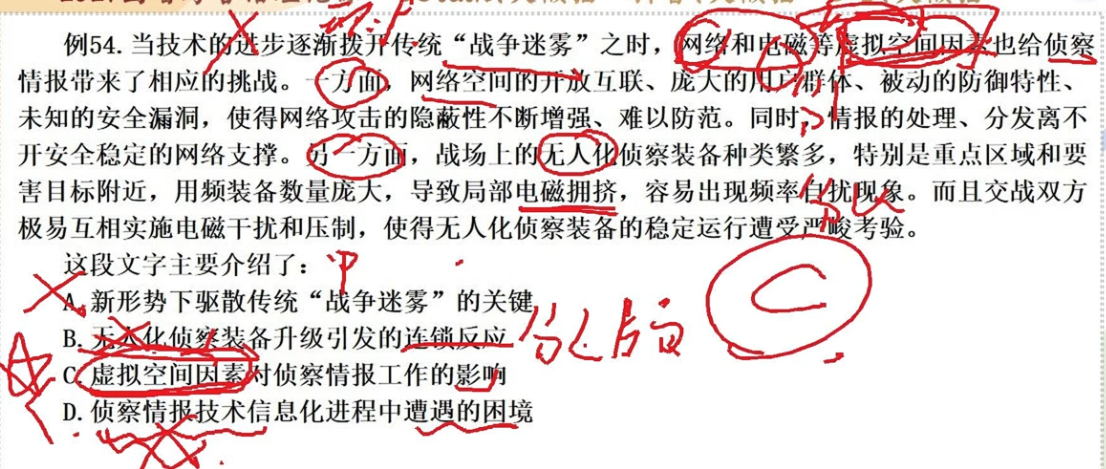 例54.当技术的进步逐渐拨开传统“战争迷雾”之时，网络和电磁等虚拟空间因素也给侦察
情报带来了相应的挑战。一方面，网络空间的开放互联、庞大的用户群体、被动的防御特性、
未知的安全漏洞，使得网络攻击的隐蔽性不断增强、难以防范。同时，情报的处理、分发离不
开安全稳定的网络支撑。另一方面，战场上的无人化侦察装备种类繁多，特别是重点区域和要
害目标附近，用频装备数量庞大，导致局部电磁拥挤，容易出现频率自扰现象。而且交战双方
极易互相实施电磁干扰和压制，使得无人化侦察装备的稳定运行遭受严峻考验。
这段文字主要介绍了：
A.新形势下驱散传统“战争迷雾”的关键
B.无人化侦察装备升级引发的连锁反应
C.虚拟空间因素对侦察情报工作的影响
D.侦察情报技术信息化进程中遭遇的困境